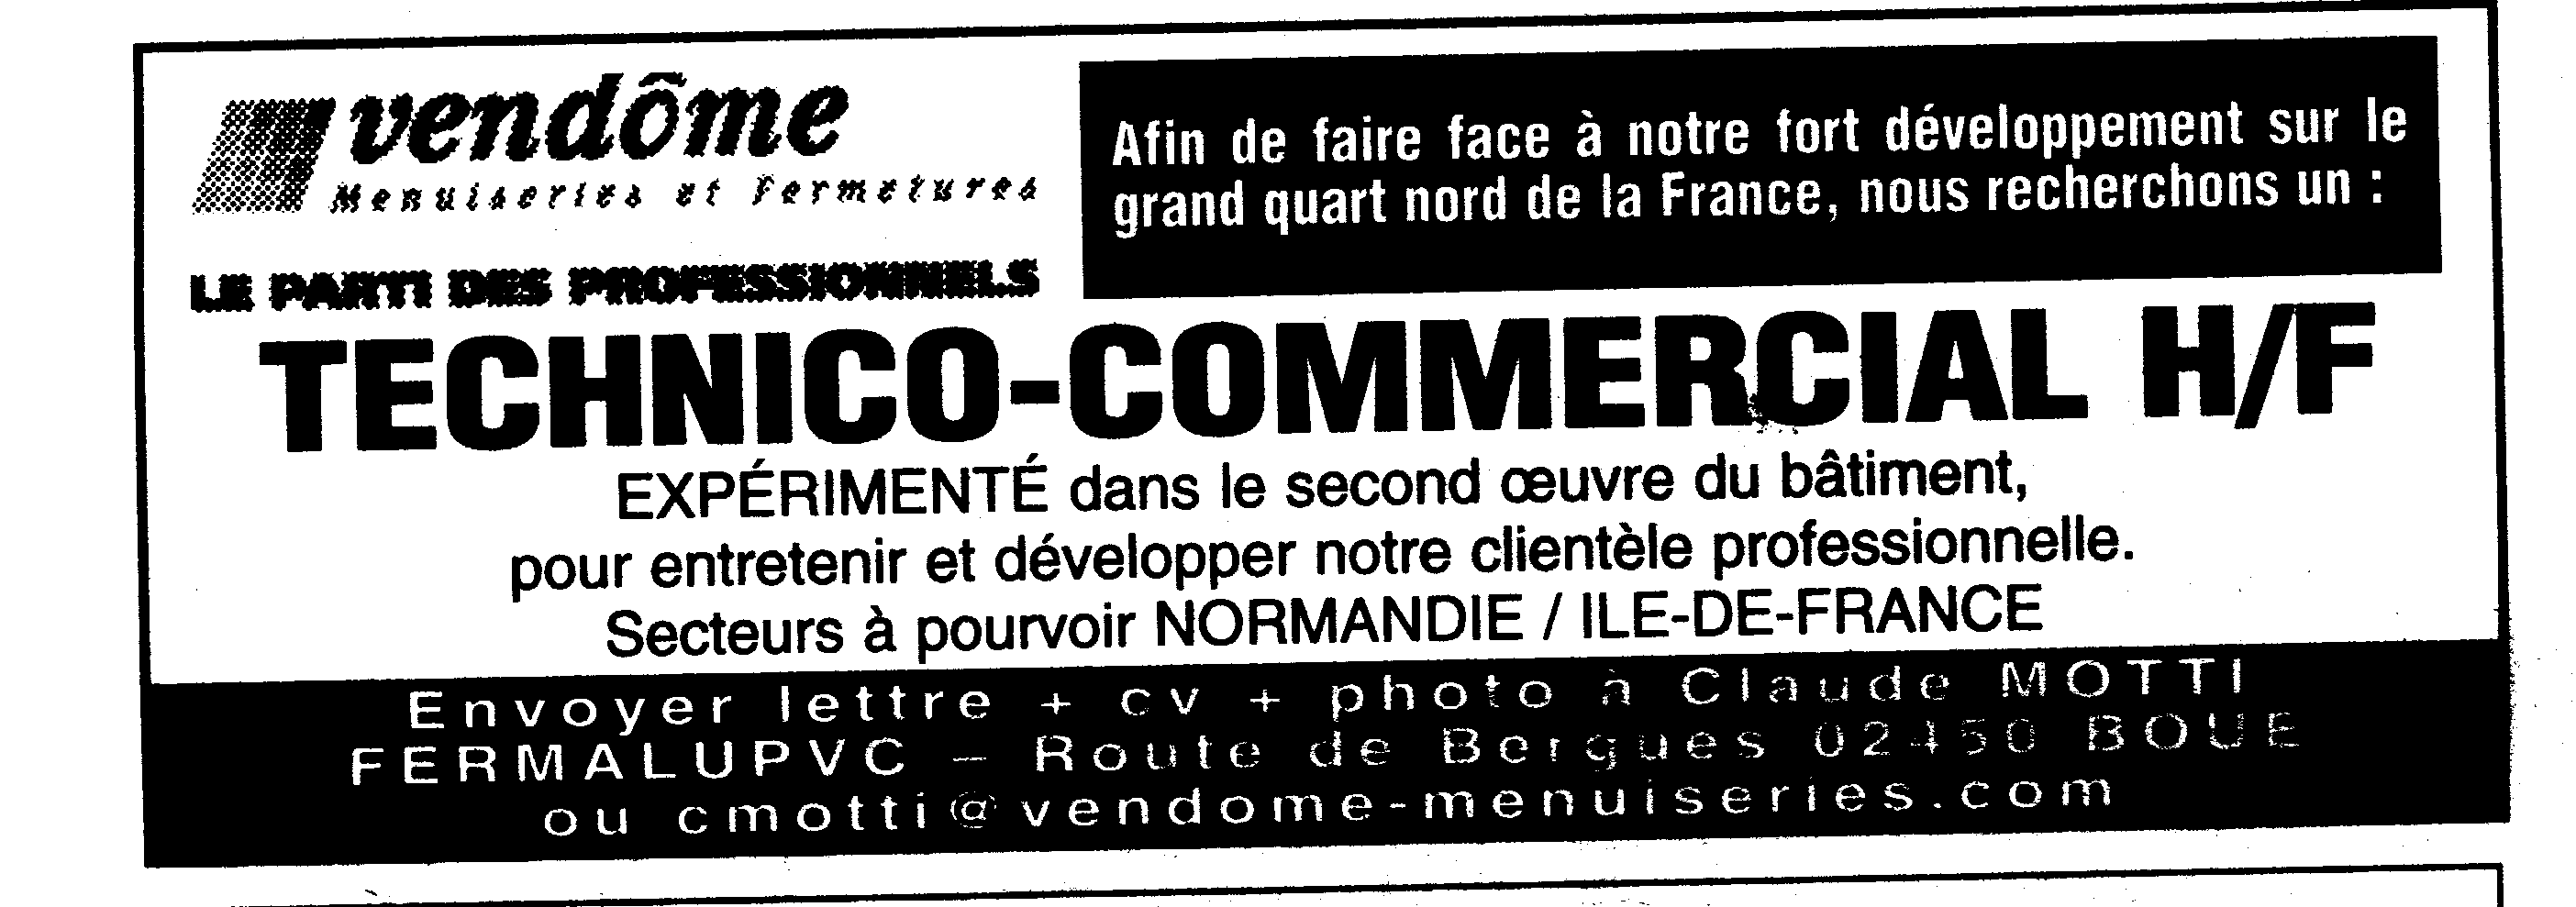 vendôme
Menuiseries et Fermetures
LE PARTI DES PROFESSIONNELS
Afin de faire face à notre fort développement sur le
grand quart nord de la France, nous recherchons un :
TECHNICO-COMMERCIAL H/F
EXPÉRIMENTÉ dans le second œuvre du bâtiment,
pour entretenir et développer notre clientèle professionnelle.
Secteurs à pourvoir NORMANDIE / ILE-DE-FRANCE
Envoyer lettre + cv + photo à Claude MOTTI
FERMALUPVC – Route de Bergues 02450 BOUE
ou cmotti@vendome-menuiseries.com